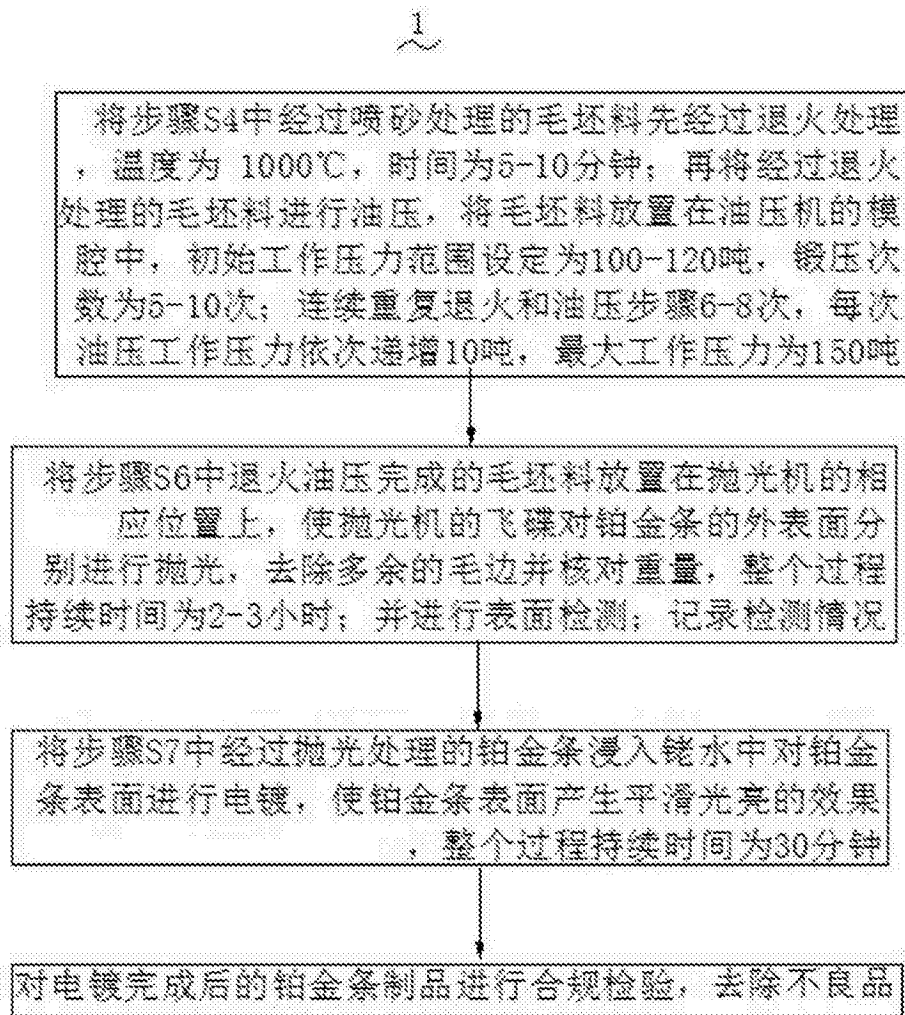 1
将步骤S4中经过喷砂处理的毛坯料先经过退火处理
，温度为 1000℃，时间为5-10分钟；再将经过退火
处理的毛坯料进行油压，将毛坯料放置在油压机的模
腔中，初始工作压力范围设定为100-120吨，锻压次
数为5-10次；连续重复退火和油压步骤6-8次，每次
油压工作压力依次递增10吨，最大工作压力为150吨
将步骤S6中退火油压完成的毛坯料放置在抛光机的相
应位置上，使抛光机的飞碟对铂金条的外表面分
别进行抛光，去除多余的毛边并核对重量，整个过程
持续时间为2-3小时；并进行表面检测；记录检测情况
将步骤S7中经过抛光处理的铂金条浸入铑水中对铂金
条表面进行电镀，使铂金条表面产生平滑光亮的效果
，整个过程持续时间为30分钟
对电镀完成后的铂金条制品进行合规检验，去除不良品